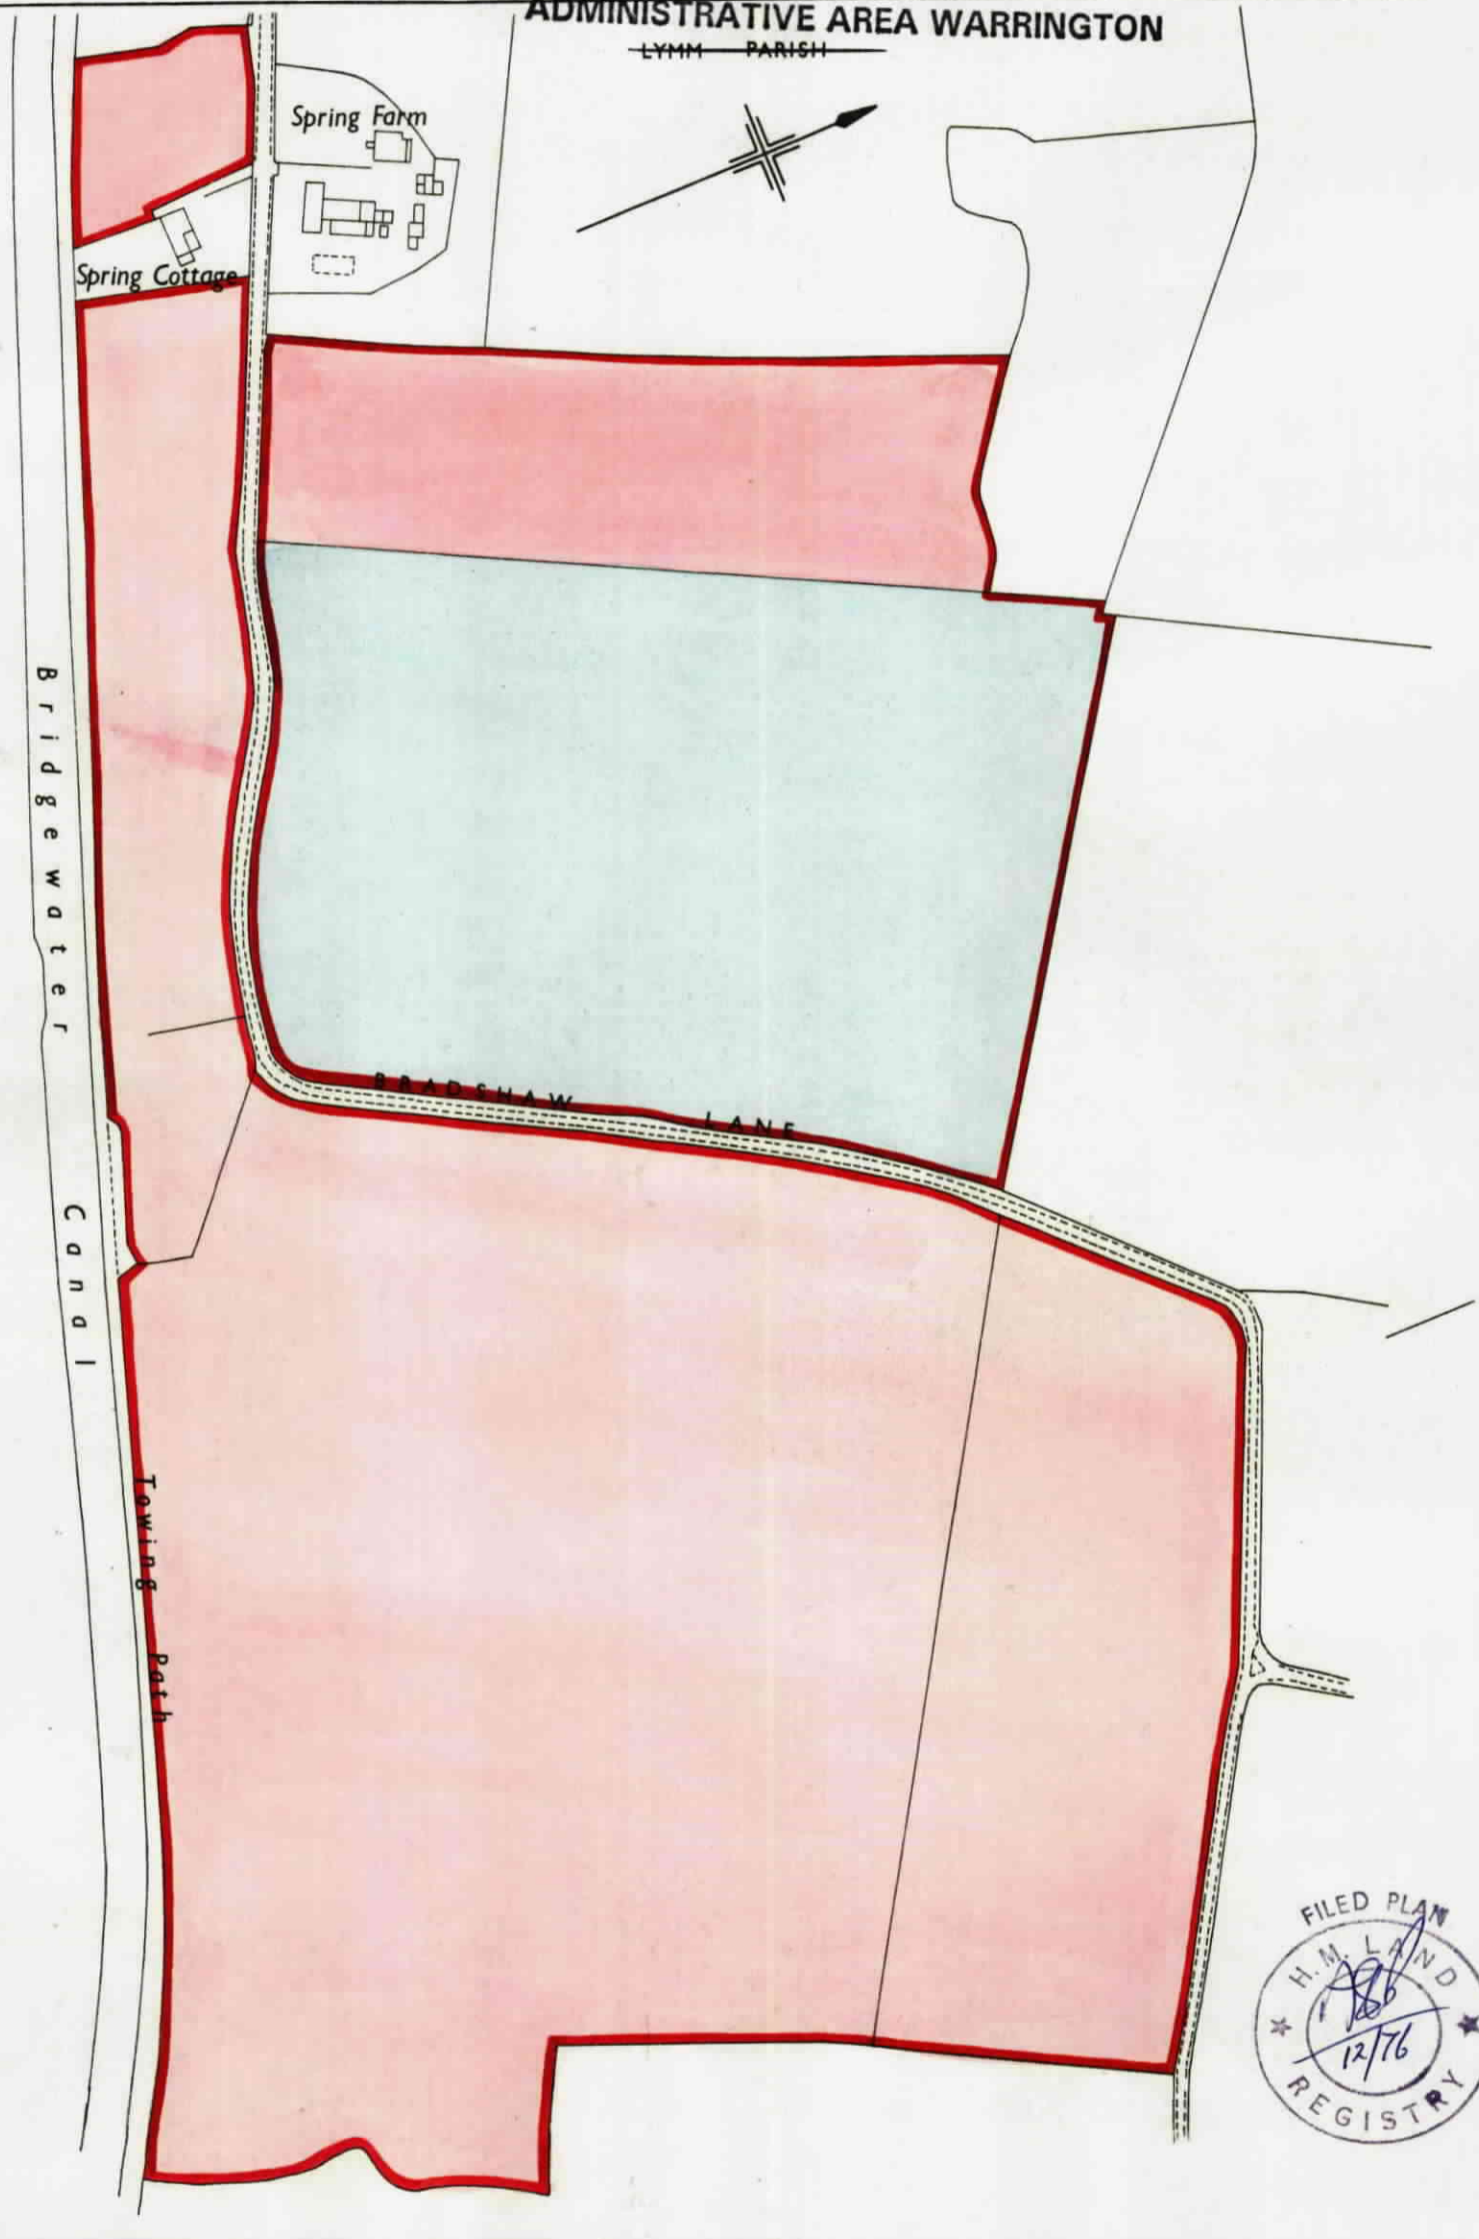 ADMINISTRATIVE AREA WARRINGTON
LYMM PARISH
Spring Farm
Spring Cottage
Bridgewater Canal
BRADSHAW LANE
Towing Path
FILED PLAN
H.M. LAND REGISTRY
12/76